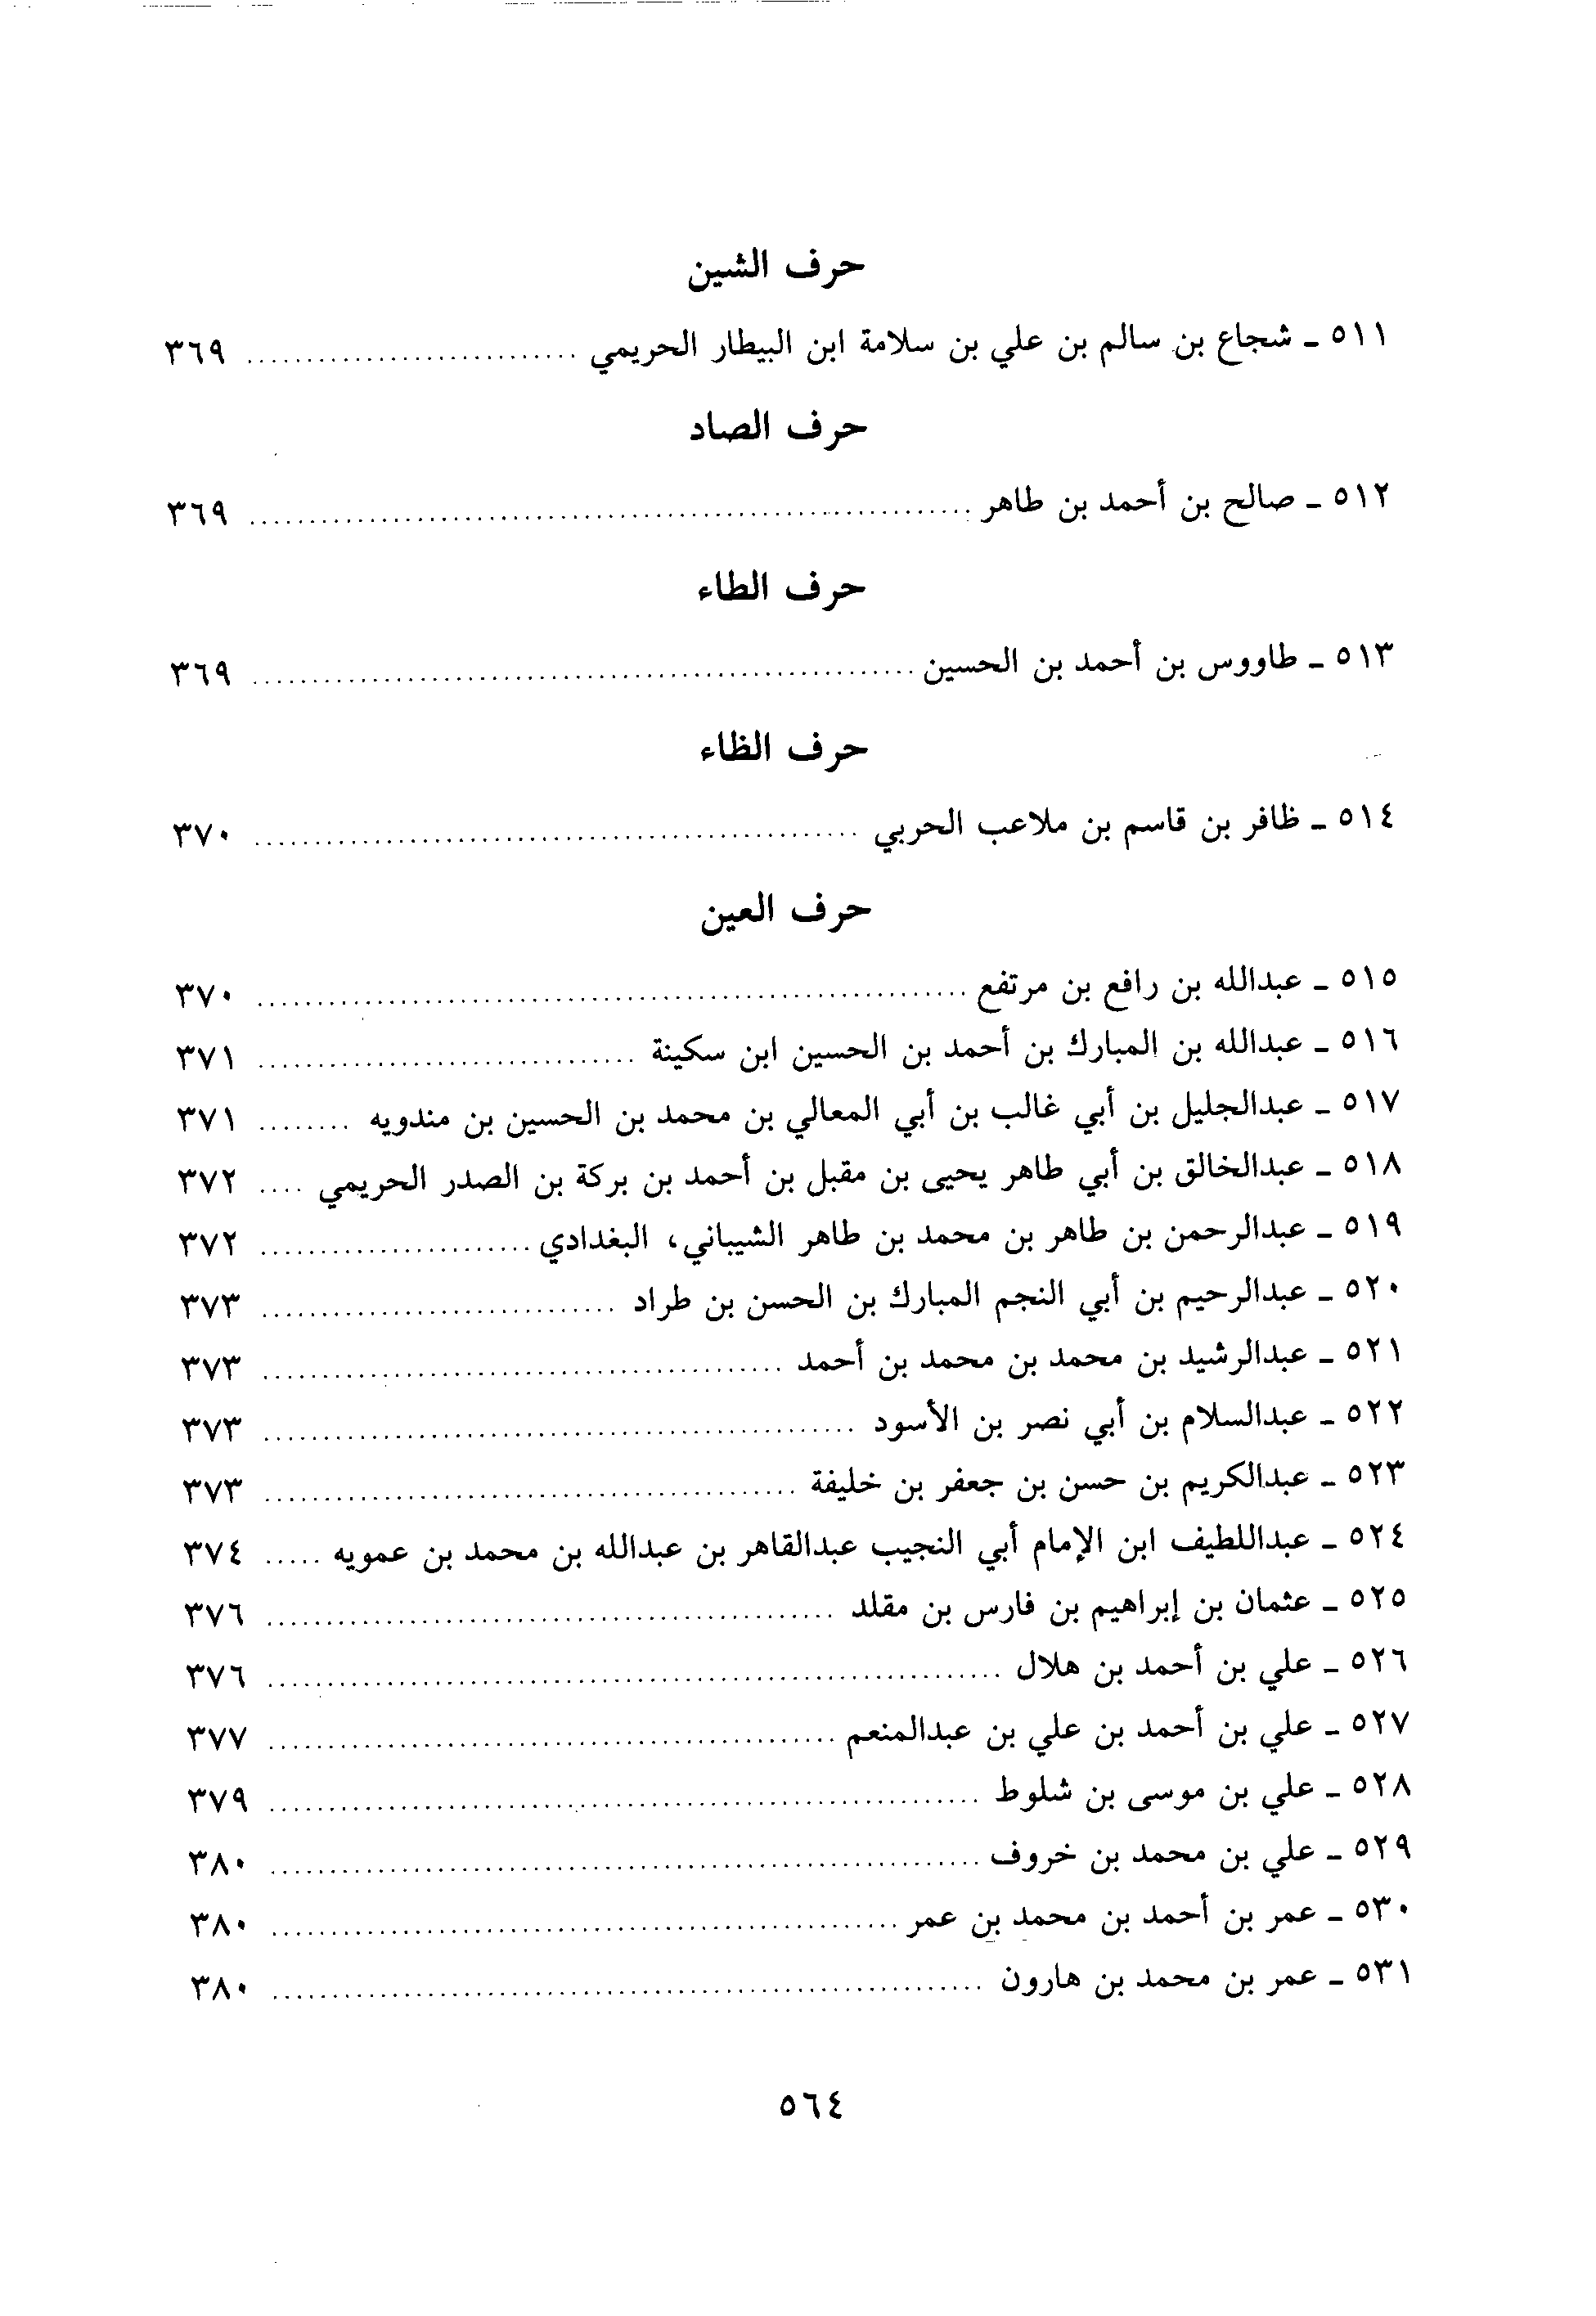 حرف الشين
٥١١ ـ شجاع بن سالم بن علي بن سلامة ابن البيطار الحريمي ............................ ٣٦٩
حرف الصاد
٥١٢ ـ صالح بن أحمد بن طاهر ............................................................ ٣٦٩
حرف الطاء
٥١٣ ـ طاووس بن أحمد بن الحسين ....................................................... ٣٦٩
حرف الظاء
٥١٤ ـ ظافر بن قاسم بن ملاعب الحربي ................................................... ٣٧٠
حرف العين
٥١٥ ـ عبدالله بن رافع بن مرتفع ........................................................... ٣٧٠
٥١٦ ـ عبدالله بن المبارك بن أحمد بن الحسين ابن سكينة ................................ ٣٧١
٥١٧ ـ عبدالجليل بن أبي غالب بن أبي المعالي بن محمد بن الحسين بن مندويه ........ ٣٧١
٥١٨ ـ عبدالخالق بن أبي طاهر يحيى بن مقبل بن أحمد بن بركة بن الصدر الحريمي .... ٣٧٢
٥١٩ ـ عبدالرحمن بن طاهر بن محمد بن طاهر الشيباني، البغدادي ....................... ٣٧٢
٥٢٠ ـ عبدالرحيم بن أبي النجم المبارك بن الحسن بن طراد .............................. ٣٧٣
٥٢١ ـ عبدالرشيد بن محمد بن محمد بن أحمد ............................................ ٣٧٣
٥٢٢ ـ عبدالسلام بن أبي نصر بن الأسود .................................................. ٣٧٣
٥٢٣ ـ عبدالكريم بن حسن بن جعفر بن خليفة ............................................. ٣٧٣
٥٢٤ ـ عبداللطيف ابن الإمام أبي النجيب عبدالقاهر بن عبدالله بن محمد بن عمويه ..... ٣٧٤
٥٢٥ ـ عثمان بن إبراهيم بن فارس بن مقلد ................................................ ٣٧٦
٥٢٦ ـ علي بن أحمد بن هلال .............................................................. ٣٧٦
٥٢٧ ـ علي بن أحمد بن علي بن عبدالمنعم ................................................ ٣٧٧
٥٢٨ ـ علي بن موسى بن شلوط ............................................................ ٣٧٩
٥٢٩ ـ علي بن محمد بن خروف ............................................................ ٣٨٠
٥٣٠ ـ عمر بن أحمد بن محمد بن عمر ..................................................... ٣٨٠
٥٣١ ـ عمر بن محمد بن هارون ............................................................ ٣٨٠
٥٦٤